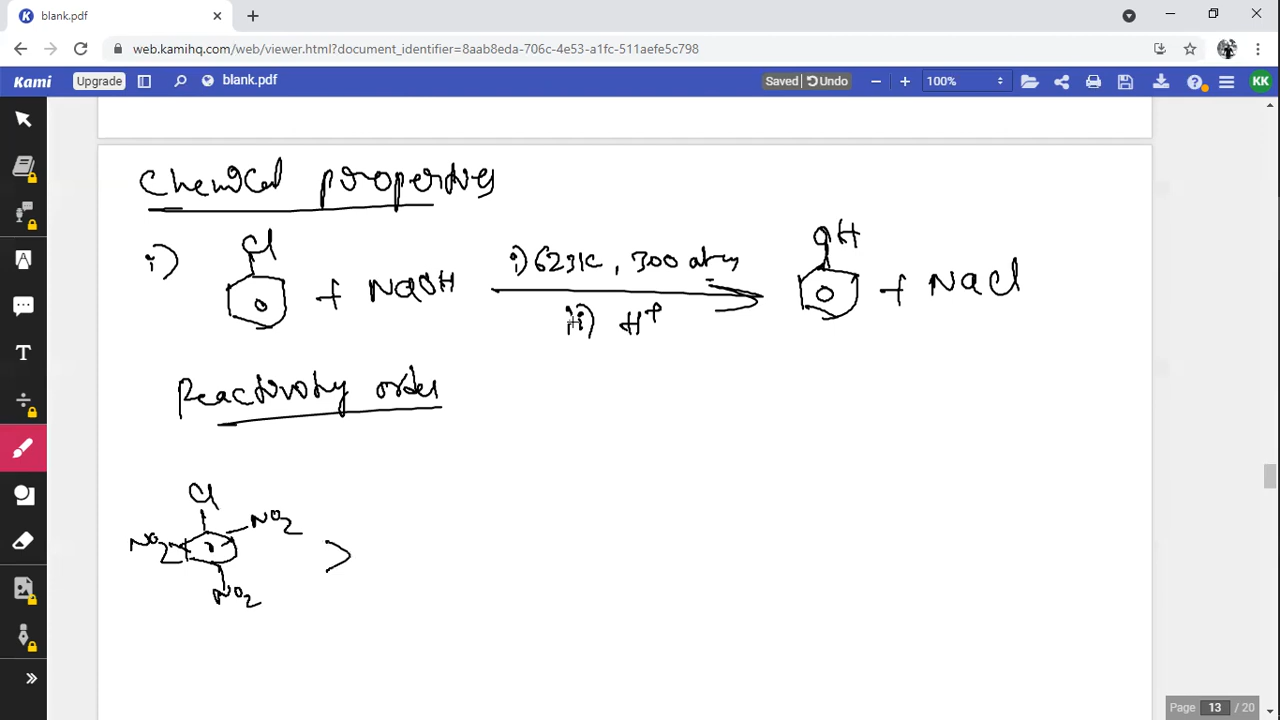 blank.pdf
web.kamihq.com/web/viewer.html?document_identifier=8aab8eda-706c-4e53-a1fc-511aefe5c798
Kami Upgrade blank.pdf Saved Undo 100% KK
Chemical properties
i) Cl + NaOH i) 623K, 300 atm OH + NaCl
ii) H+
Reactivity order
Cl
NO2 NO2 >
NO2
Page 13 / 20